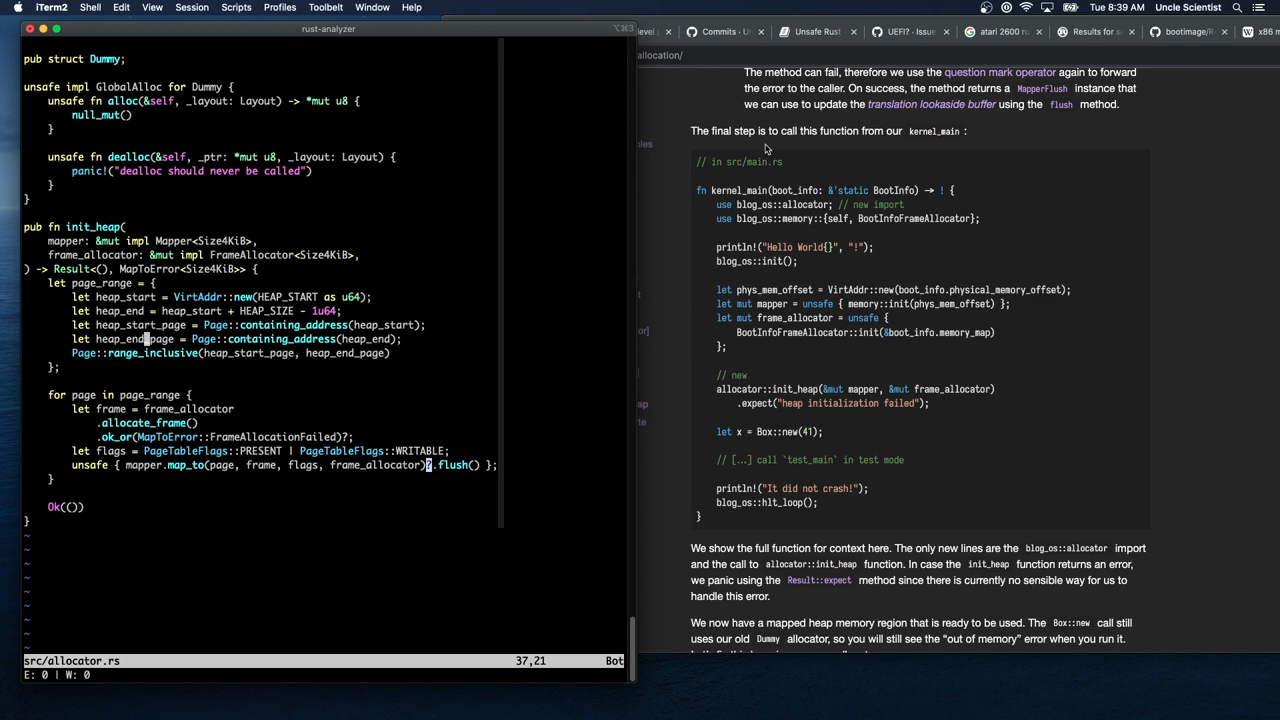 iTerm2 Shell Edit View Session Scripts Profiles Toolbelt Window Help
Tue 8:39 AM Uncle Scientist
rust-analyzer
⌥⌘3
pub struct Dummy;
unsafe impl GlobalAlloc for Dummy {
unsafe fn alloc(&self, _layout: Layout) -> *mut u8 {
null_mut()
}
unsafe fn dealloc(&self, _ptr: *mut u8, _layout: Layout) {
panic!("dealloc should never be called")
}
}
pub fn init_heap(
mapper: &mut impl Mapper<Size4KiB>,
frame_allocator: &mut impl FrameAllocator<Size4KiB>,
) -> Result<(), MapToError<Size4KiB>> {
let page_range = {
let heap_start = VirtAddr::new(HEAP_START as u64);
let heap_end = heap_start + HEAP_SIZE - 1u64;
let heap_start_page = Page::containing_address(heap_start);
let heap_end_page = Page::containing_address(heap_end);
Page::range_inclusive(heap_start_page, heap_end_page)
};
for page in page_range {
let frame = frame_allocator
.allocate_frame()
.ok_or(MapToError::FrameAllocationFailed)?;
let flags = PageTableFlags::PRESENT | PageTableFlags::WRITABLE;
unsafe { mapper.map_to(page, frame, flags, frame_allocator)?.flush() };
}
Ok(())
}
~
~
~
~
~
~
~
~
~
src/allocator.rs 37,21 Bot
E: 0 | W: 0
level s Commits · Un Unsafe Rust UEFI? · Issue atari 2600 ru Results for s bootimage/R x86 m
allocation/
The method can fail, therefore we use the question mark operator again to forward
the error to the caller. On success, the method returns a MapperFlush instance that
we can use to update the translation lookaside buffer using the flush method.
The final step is to call this function from our kernel_main :
// in src/main.rs
fn kernel_main(boot_info: &'static BootInfo) -> ! {
use blog_os::allocator; // new import
use blog_os::memory::{self, BootInfoFrameAllocator};
println!("Hello World{}", "!");
blog_os::init();
let phys_mem_offset = VirtAddr::new(boot_info.physical_memory_offset);
let mut mapper = unsafe { memory::init(phys_mem_offset) };
let mut frame_allocator = unsafe {
BootInfoFrameAllocator::init(&boot_info.memory_map)
};
// new
allocator::init_heap(&mut mapper, &mut frame_allocator)
.expect("heap initialization failed");
let x = Box::new(41);
// […] call `test_main` in test mode
println!("It did not crash!");
blog_os::hlt_loop();
}
We show the full function for context here. The only new lines are the blog_os::allocator import
and the call to allocator::init_heap function. In case the init_heap function returns an error,
we panic using the Result::expect method since there is currently no sensible way for us to
handle this error.
We now have a mapped heap memory region that is ready to be used. The Box::new call still
uses our old Dummy allocator, so you will still see the “out of memory” error when you run it.